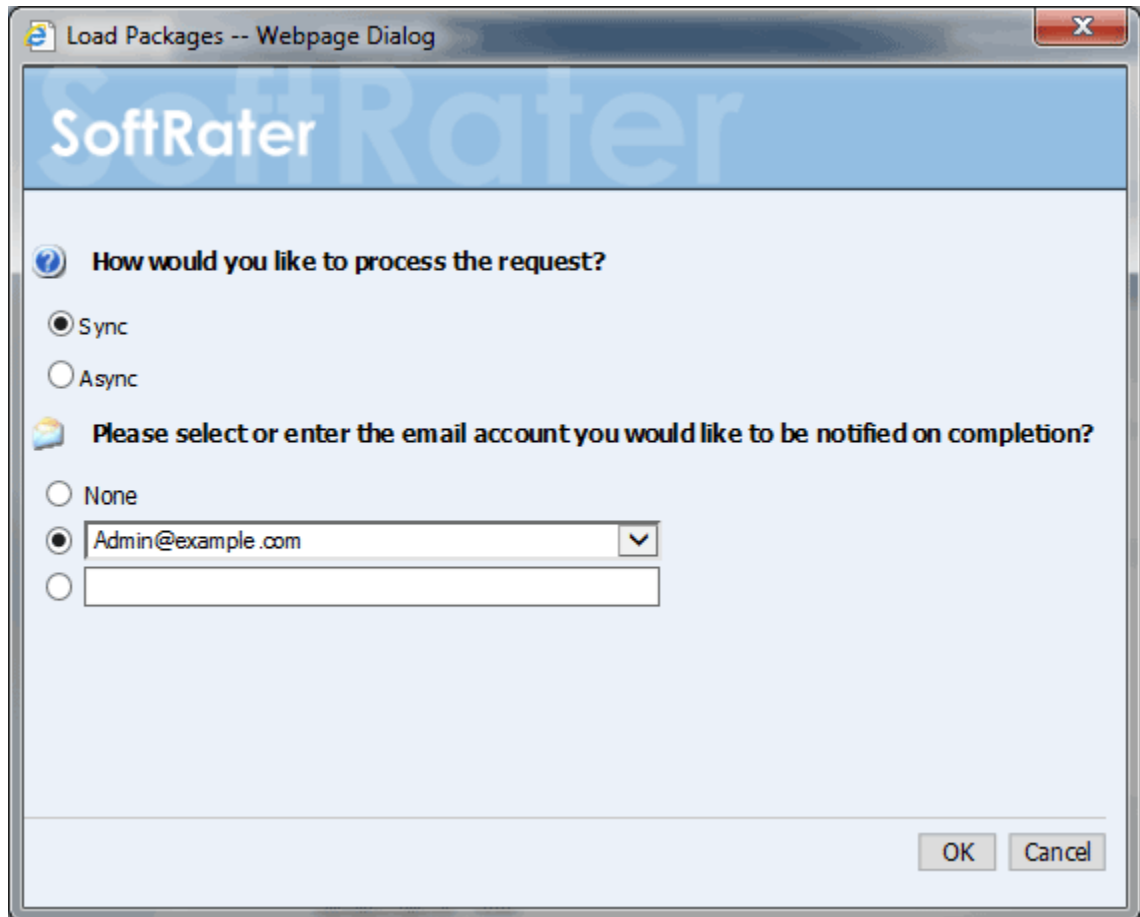 Load Packages -- Webpage Dialog
SoftRater
SoftRater
How would you like to process the request?
Sync
Async
Please select or enter the email account you would like to be notified on completion?
None
Admin@example.com
OK Cancel